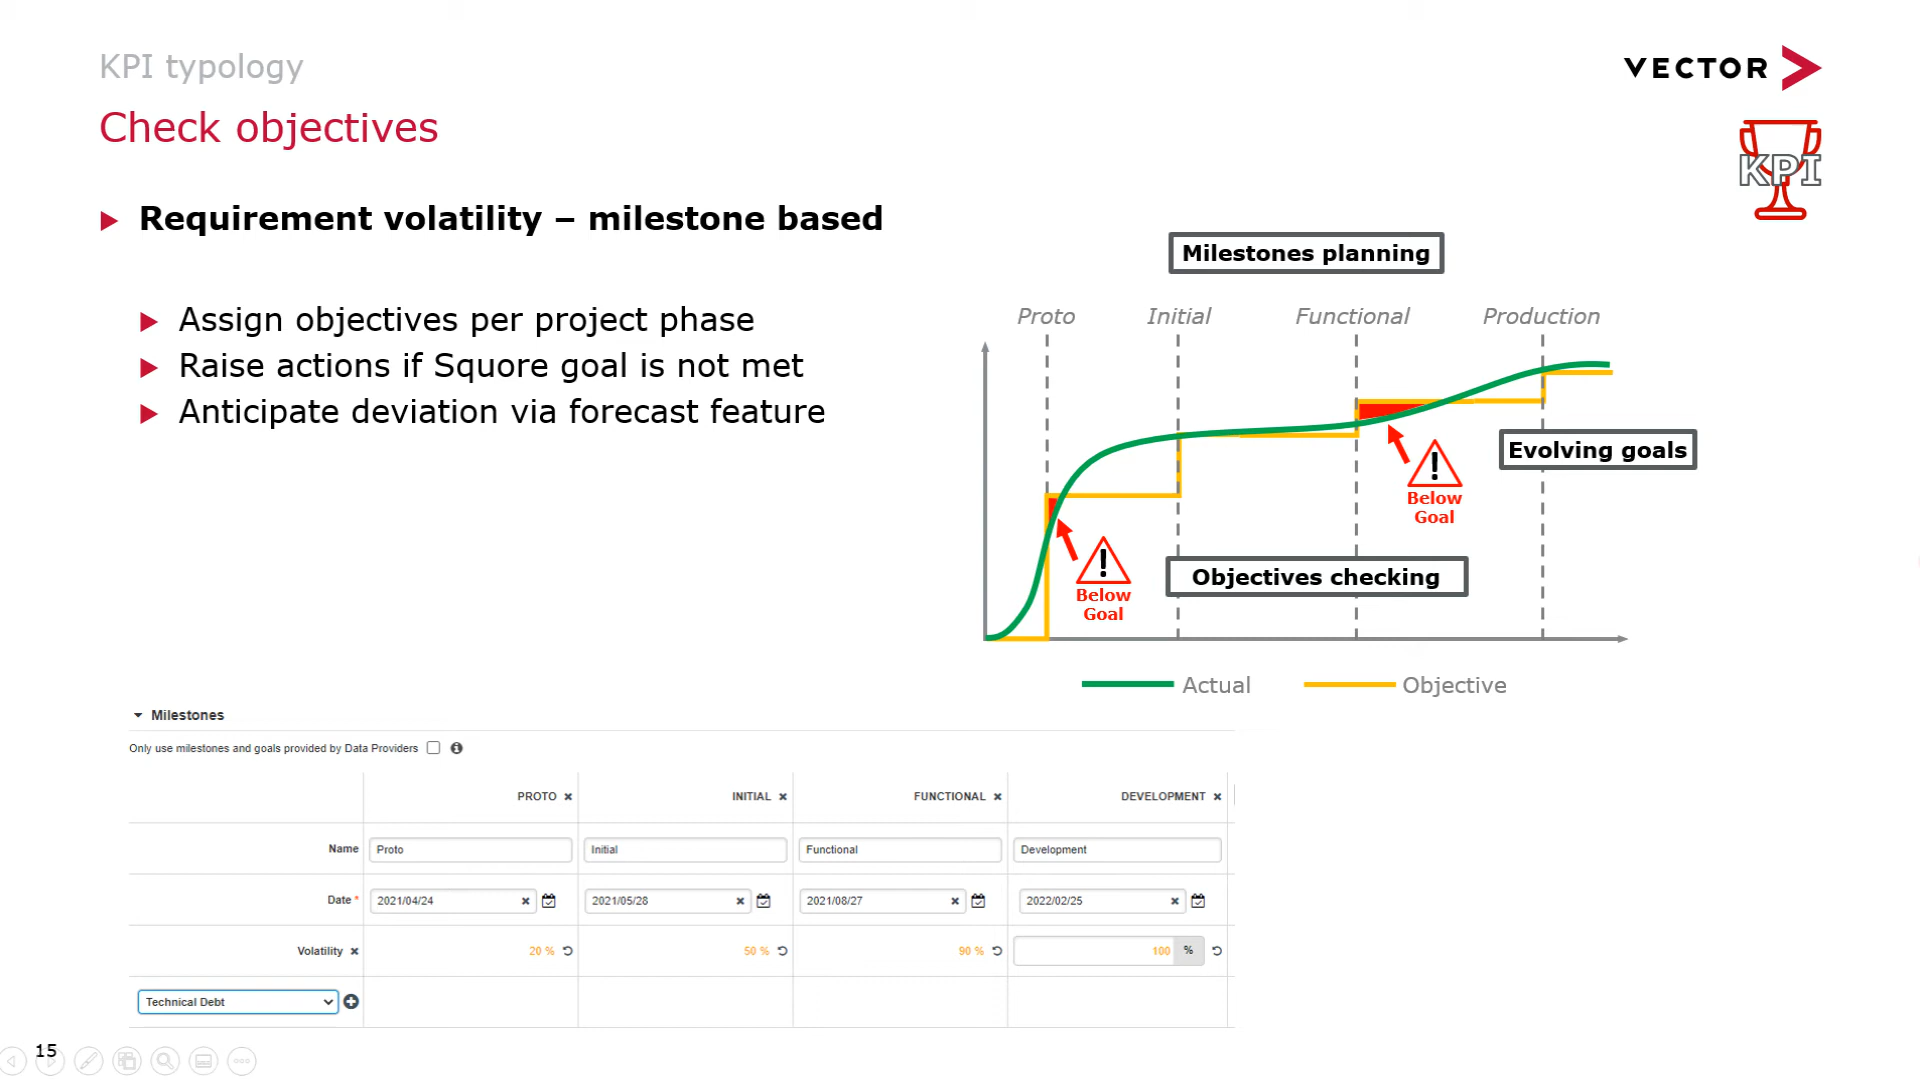 KPI typology
VECTOR
Check objectives
KPI
Requirement volatility – milestone based
Assign objectives per project phase
Raise actions if Squore goal is not met
Anticipate deviation via forecast feature
Milestones planning
Proto Initial Functional Production
Evolving goals
! Below Goal
Objectives checking
! Below Goal
Actual Objective
Milestones
Only use milestones and goals provided by Data Providers
PROTO × INITIAL × FUNCTIONAL × DEVELOPMENT ×
Name Proto Initial Functional Development
Date * 2021/04/24 × 2021/05/28 × 2021/08/27 × 2022/02/25 ×
Volatility × 20 % 50 % 90 % 100 %
Technical Debt
15